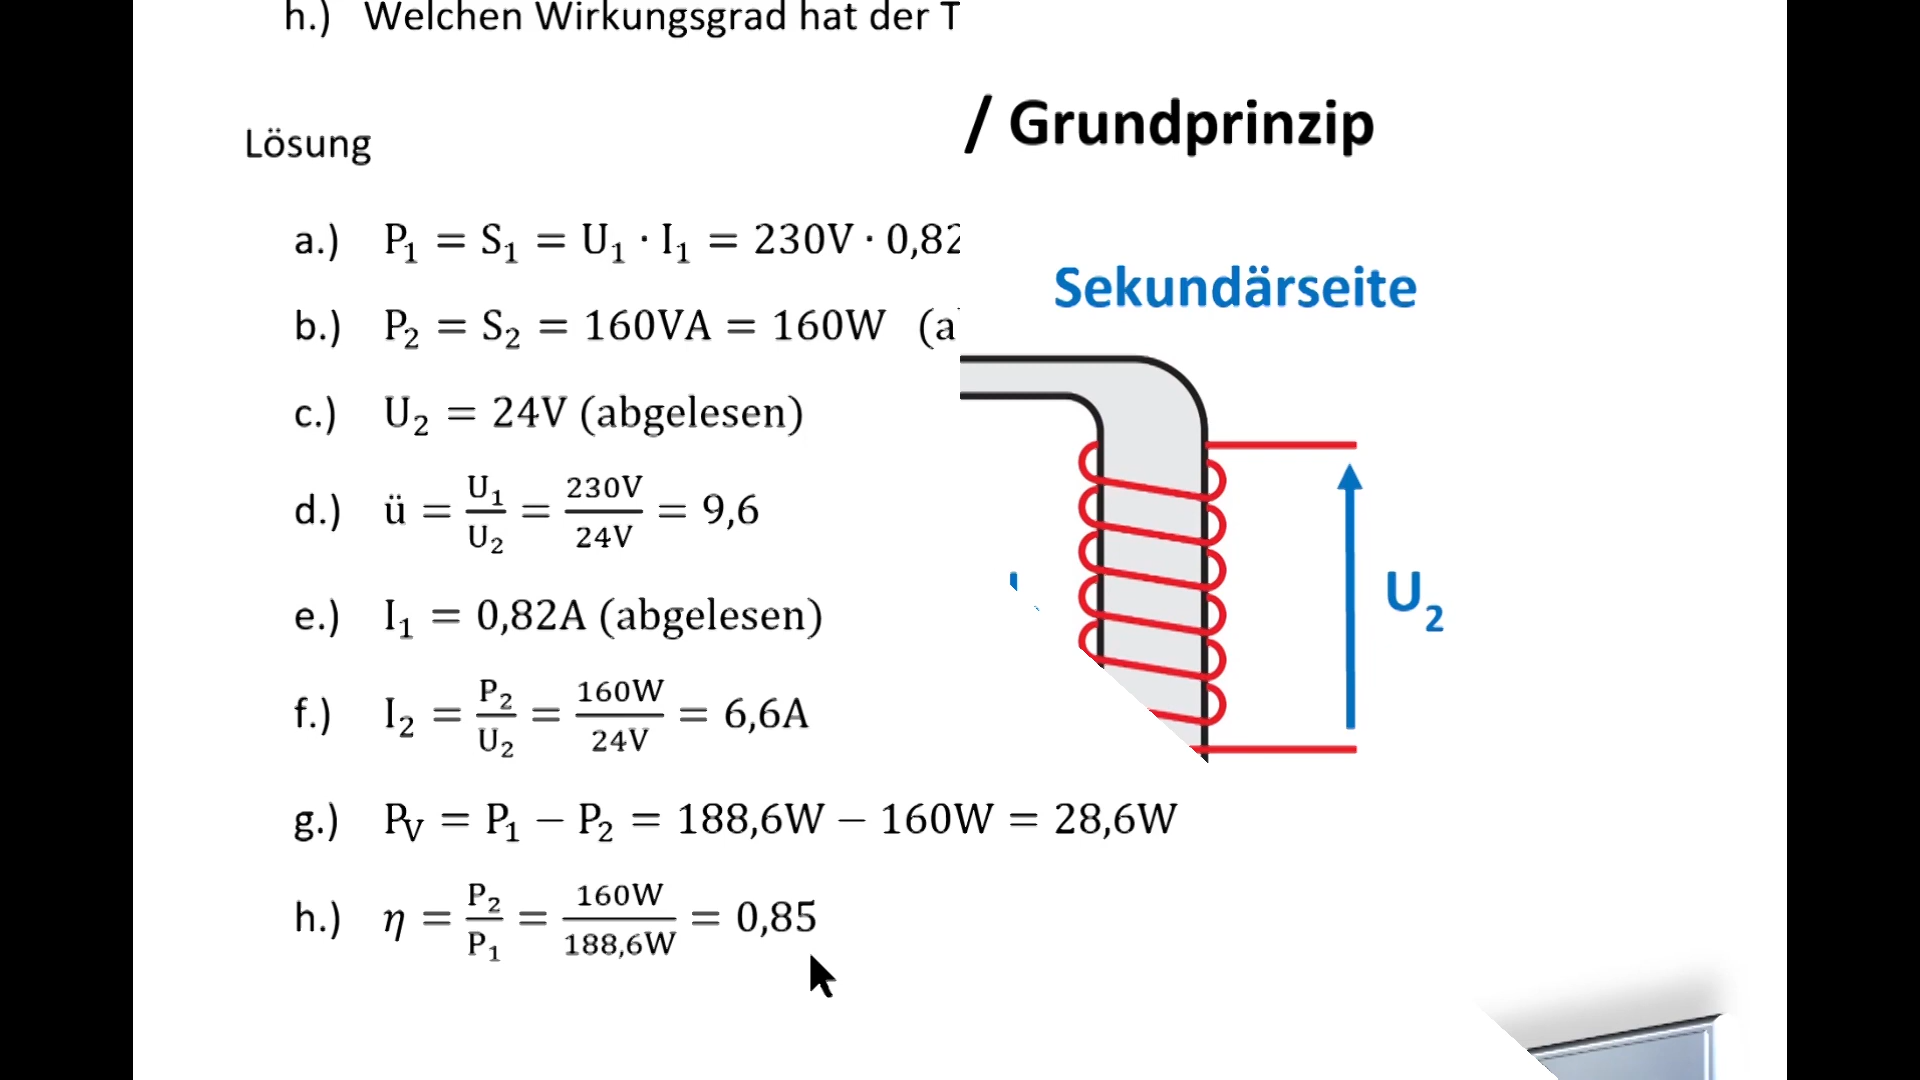 h.) Welchen Wirkungsgrad hat der
/ Grundprinzip
Lösung
a.) P₁ = S₁ = U₁ · I₁ = 230V · 0,82
Sekundärseite
b.) P₂ = S₂ = 160VA = 160W
c.) U₂ = 24V (abgelesen)
d.) ü = U₁/U₂ = 230V/24V = 9,6
U₂
e.) I₁ = 0,82A (abgelesen)
f.) I₂ = P₂/U₂ = 160W/24V = 6,6A
g.) P_V = P₁ − P₂ = 188,6W − 160W = 28,6W
h.) η = P₂/P₁ = 160W/188,6W = 0,85